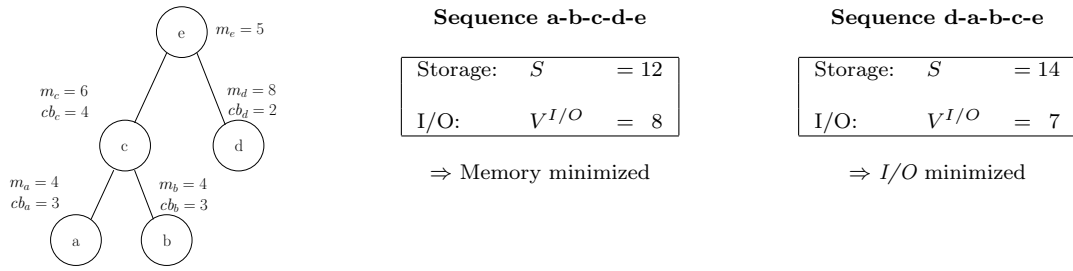 Sequence a-b-c-d-e
Sequence d-a-b-c-e
e
m_e = 5
Storage: S = 12
I/O: V^{I/O} = 8
Storage: S = 14
I/O: V^{I/O} = 7
m_c = 6
cb_c = 4
m_d = 8
cb_d = 2
c
d
⇒ Memory minimized
⇒ I/O minimized
m_a = 4
cb_a = 3
m_b = 4
cb_b = 3
a
b